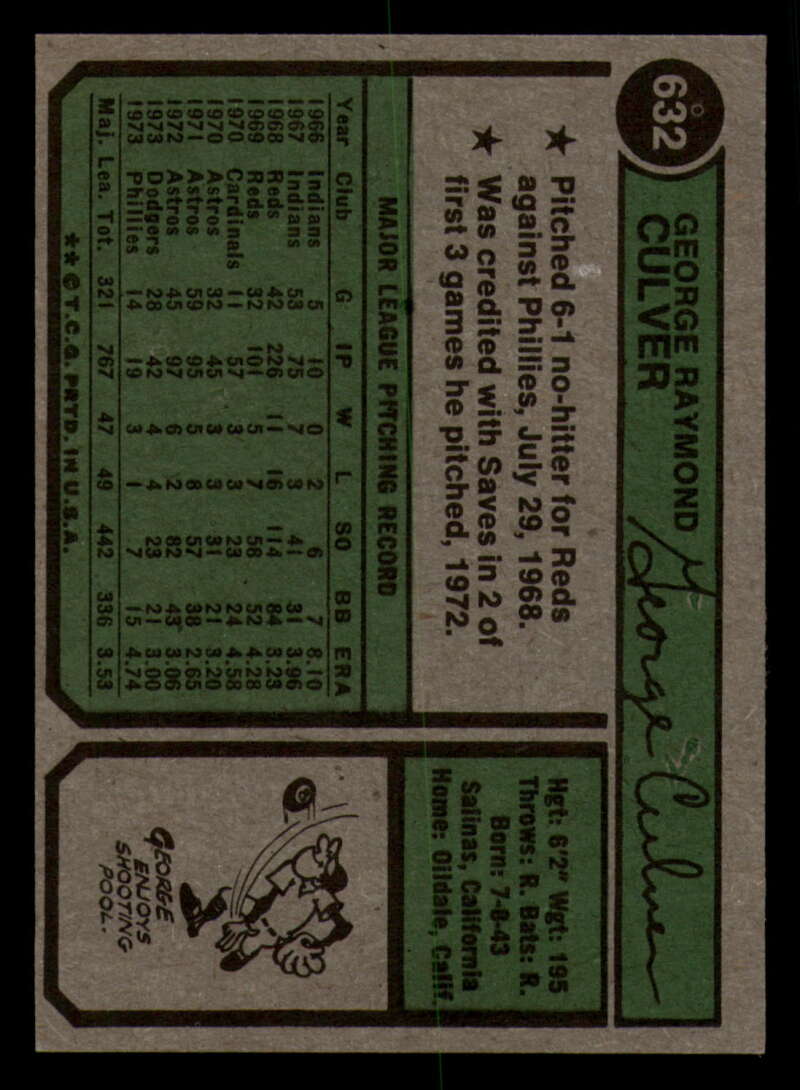 632
GEORGE RAYMOND
CULVER
George Culver
★ Pitched 6-1 no-hitter for Reds
against Phillies, July 29, 1968.
★ Was credited with Saves in 2 of
first 3 games he pitched, 1972.
MAJOR LEAGUE PITCHING RECORD
Year Club G IP W L SO BB ERA
1966 Indians 5 10 0 2 6 7 8.10
1967 Indians 53 75 7 3 41 31 3.96
1968 Reds 42 226 11 16 114 84 3.23
1969 Reds 32 101 5 7 58 52 4.28
1970 Cardinals 11 57 3 3 23 24 4.58
1970 Astros 32 45 3 3 31 21 3.20
1971 Astros 59 95 5 8 57 38 2.65
1972 Astros 45 97 6 2 82 43 3.06
1973 Dodgers 28 42 4 4 23 21 3.00
1973 Phillies 14 19 3 1 7 15 4.74
Maj. Lea. Tot. 321 767 47 49 442 336 3.53
★★ © T.C.G. PRTD. IN U.S.A.
Hgt: 6'2" Wgt: 195
Throws: R. Bats: R.
Born: 7-8-43
Salinas, California
Home: Oildale, Calif.
8
GEORGE
ENJOYS
SHOOTING
POOL.